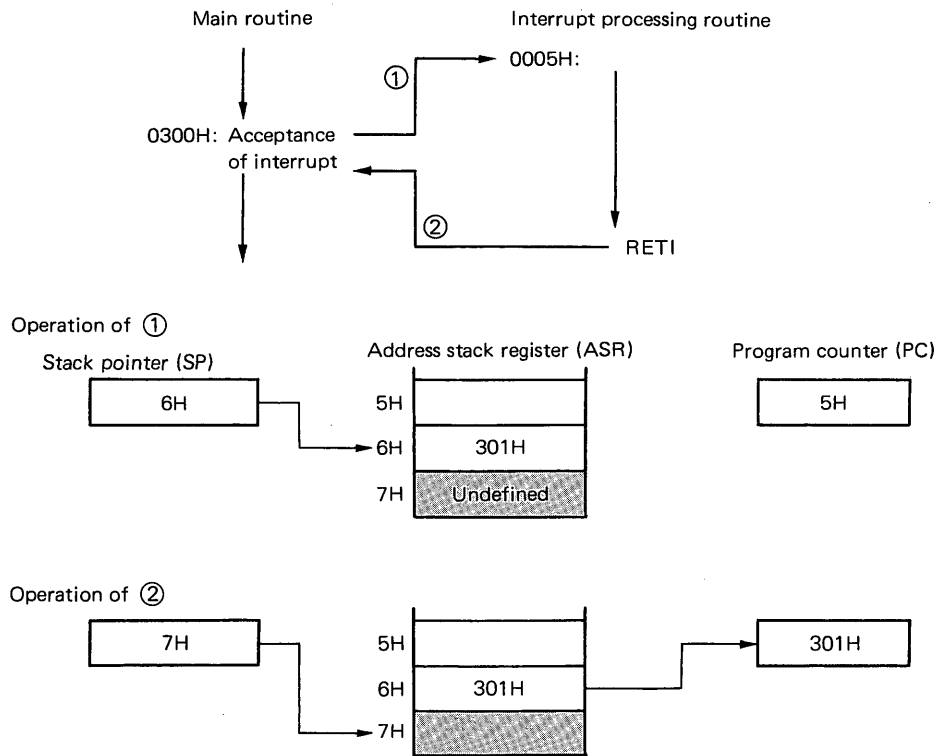 Main routine
Interrupt processing routine
①
0005H:
0300H: Acceptance
of interrupt
②
RETI
Operation of ①
Stack pointer (SP)
Address stack register (ASR)
Program counter (PC)
6H
5H
5H
6H
301H
7H
Undefined
Operation of ②
7H
5H
301H
6H
301H
7H